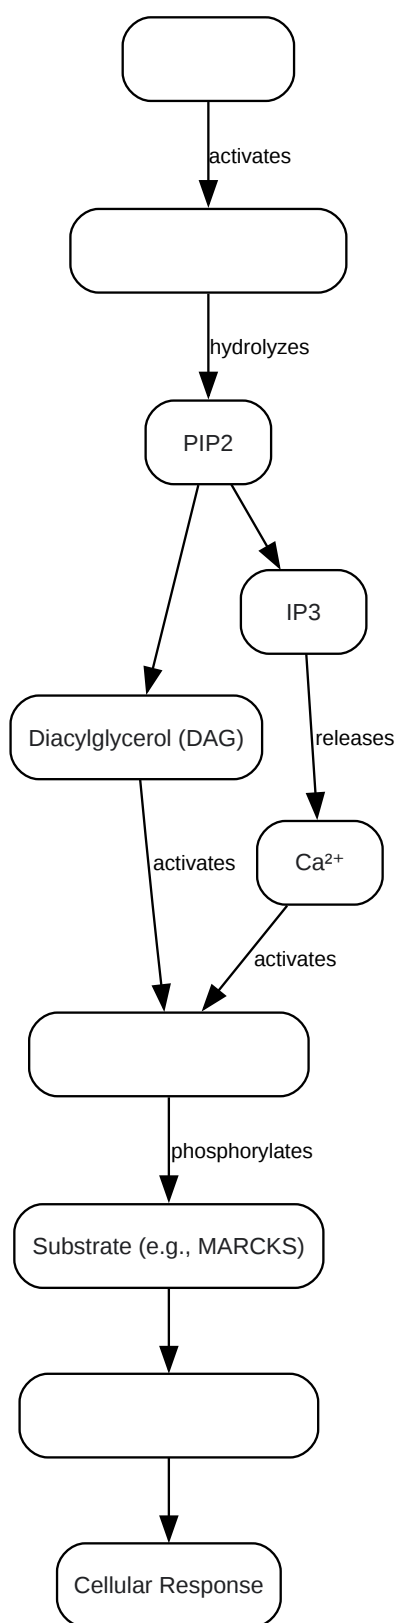 activates
hydrolyzes
PIP2
IP3
Diacylglycerol (DAG)
releases
activates
Ca²⁺
activates
phosphorylates
Substrate (e.g., MARCKS)
Cellular Response